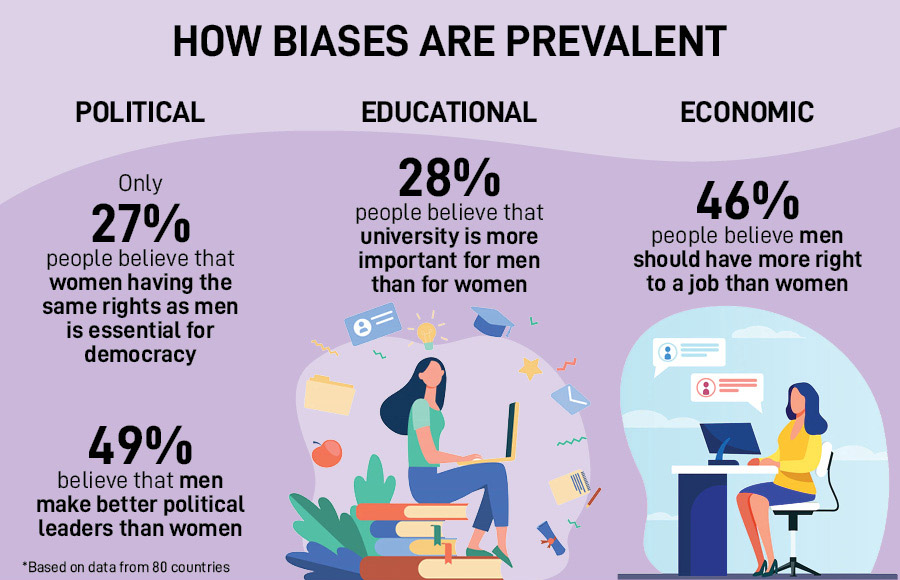 HOW BIASES ARE PREVALENT
POLITICAL
Only
27%
people believe that
women having the
same rights as men
is essential for
democracy
49%
believe that men
make better political
leaders than women
*Based on data from 80 countries
EDUCATIONAL
28%
people believe that
university is more
important for men
than for women
ECONOMIC
46%
people believe men
should have more right
to a job than women